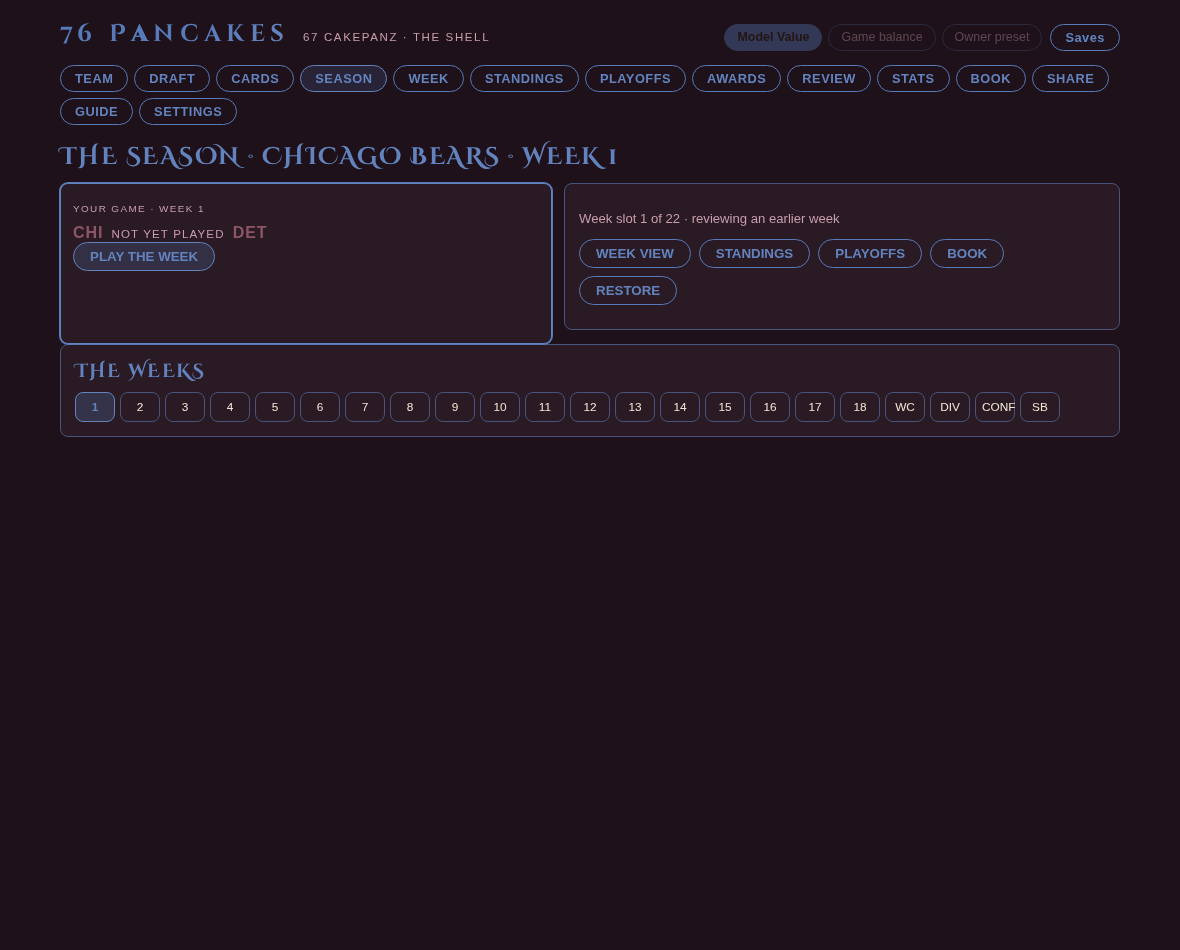 76 PANCAKES 67 CAKEPANZ · THE SHELL Model Value Game balance Owner preset Saves
TEAM DRAFT CARDS SEASON WEEK STANDINGS PLAYOFFS AWARDS REVIEW STATS BOOK SHARE
GUIDE SETTINGS
THE SEASON · CHICAGO BEARS · WEEK 1
YOUR GAME · WEEK 1
CHI NOT YET PLAYED DET
PLAY THE WEEK
Week slot 1 of 22 · reviewing an earlier week
WEEK VIEW STANDINGS PLAYOFFS BOOK
RESTORE
THE WEEKS
1 2 3 4 5 6 7 8 9 10 11 12 13 14 15 16 17 18 WC DIV CONF SB